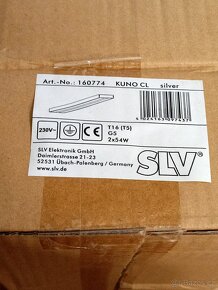 Art.-No.: 160774 KUNO CL silver
230V~
CE
T16 (T5)
G5
2x54W
SLV Elektronik GmbH
Daimlerstrasse 21-23
52531 Übach-Palenberg / Germany
www.slv.de
SLV